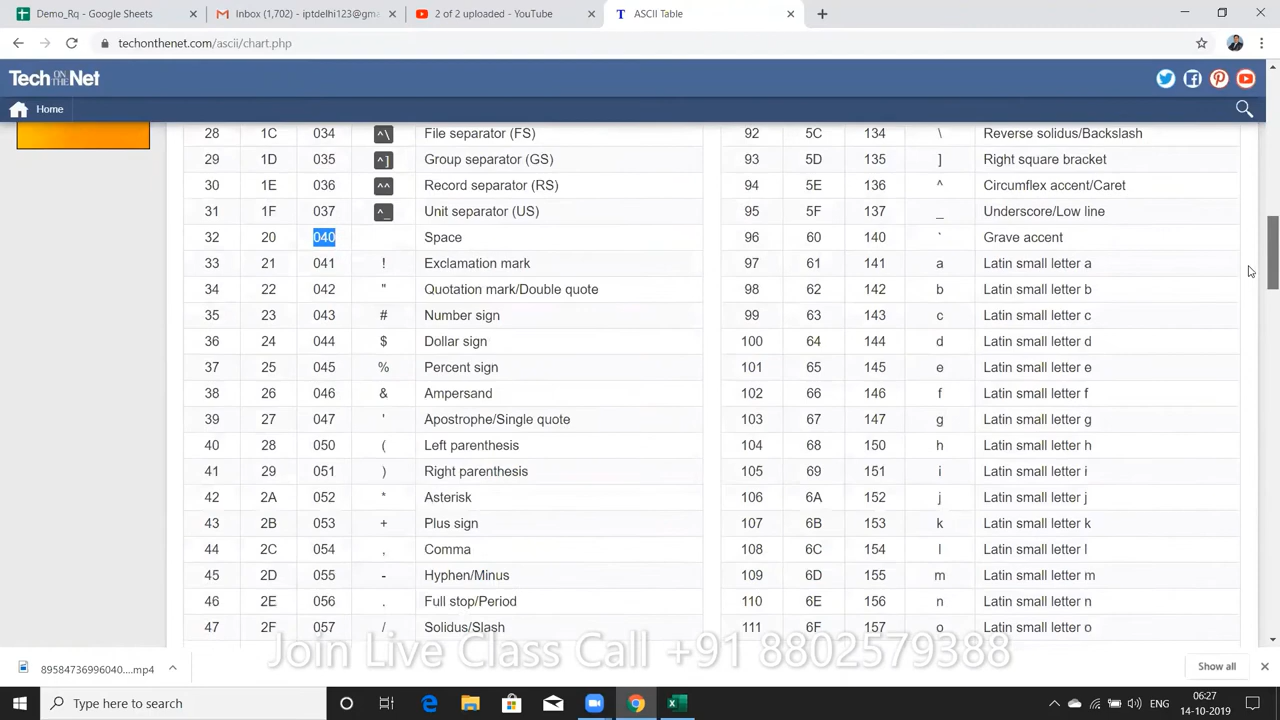 Demo_Rq - Google Sheets
Inbox (1,702) - iptdelhi123@gm
2 of 2 uploaded - YouTube
ASCII Table
techonthenet.com/ascii/chart.php
Tech ON THE Net
Home
28 1C 034 ^\ File separator (FS) 92 5C 134 \ Reverse solidus/Backslash
29 1D 035 ^] Group separator (GS) 93 5D 135 ] Right square bracket
30 1E 036 ^^ Record separator (RS) 94 5E 136 ^ Circumflex accent/Caret
31 1F 037 ^_ Unit separator (US) 95 5F 137 _ Underscore/Low line
32 20 040 Space 96 60 140 ` Grave accent
33 21 041 ! Exclamation mark 97 61 141 a Latin small letter a
34 22 042 " Quotation mark/Double quote 98 62 142 b Latin small letter b
35 23 043 # Number sign 99 63 143 c Latin small letter c
36 24 044 $ Dollar sign 100 64 144 d Latin small letter d
37 25 045 % Percent sign 101 65 145 e Latin small letter e
38 26 046 & Ampersand 102 66 146 f Latin small letter f
39 27 047 ' Apostrophe/Single quote 103 67 147 g Latin small letter g
40 28 050 ( Left parenthesis 104 68 150 h Latin small letter h
41 29 051 ) Right parenthesis 105 69 151 i Latin small letter i
42 2A 052 * Asterisk 106 6A 152 j Latin small letter j
43 2B 053 + Plus sign 107 6B 153 k Latin small letter k
44 2C 054 , Comma 108 6C 154 l Latin small letter l
45 2D 055 - Hyphen/Minus 109 6D 155 m Latin small letter m
46 2E 056 . Full stop/Period 110 6E 156 n Latin small letter n
47 2F 057 / Solidus/Slash 111 6F 157 o Latin small letter o
Join Live Class Call +91 8802579388
89584736996040....mp4
Show all
Type here to search
ENG
06:27
14-10-2019